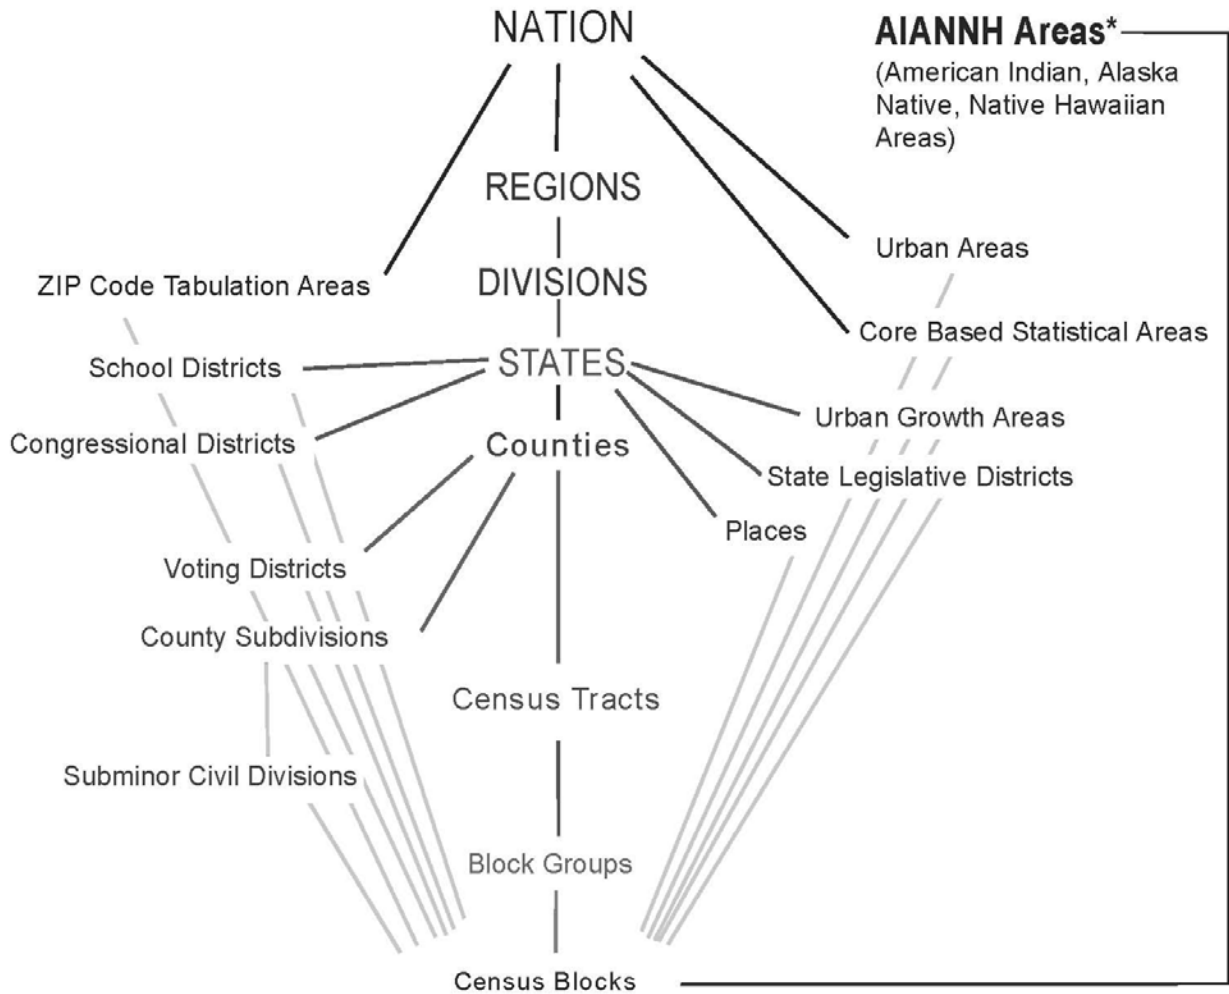 NATION
AIANNH Areas*
(American Indian, Alaska
Native, Native Hawaiian
Areas)
REGIONS
Urban Areas
ZIP Code Tabulation Areas
DIVISIONS
Core Based Statistical Areas
School Districts
STATES
Urban Growth Areas
Congressional Districts
Counties
State Legislative Districts
Places
Voting Districts
County Subdivisions
Census Tracts
Subminor Civil Divisions
Block Groups
Census Blocks